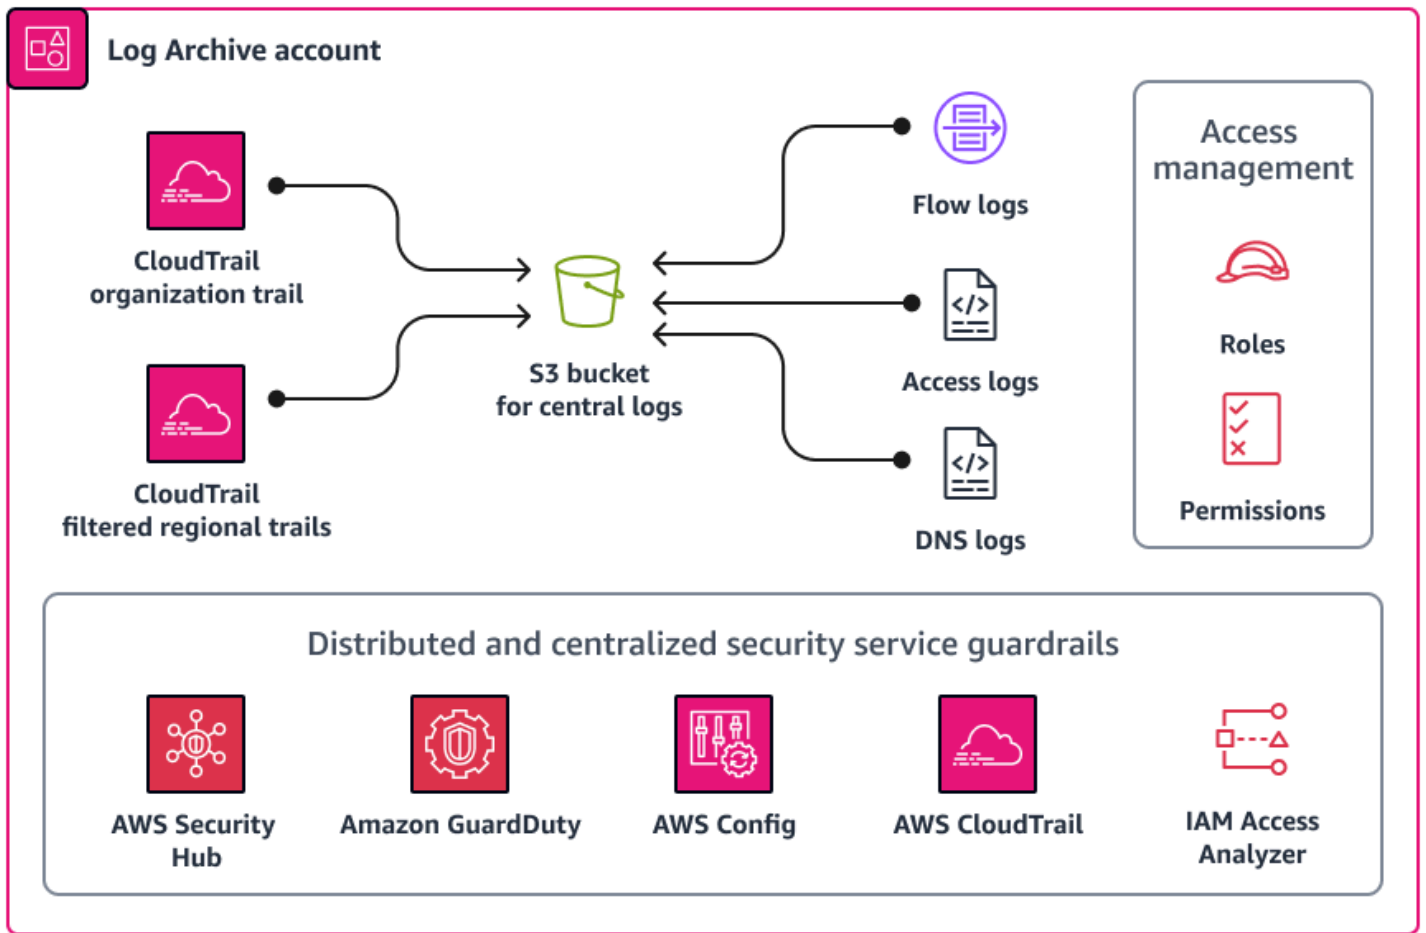 Log Archive account
CloudTrail
organization trail
CloudTrail
filtered regional trails
S3 bucket
for central logs
Flow logs
</>
Access logs
</>
DNS logs
Access
management
Roles
Permissions
Distributed and centralized security service guardrails
AWS Security
Hub
Amazon GuardDuty
AWS Config
AWS CloudTrail
IAM Access
Analyzer